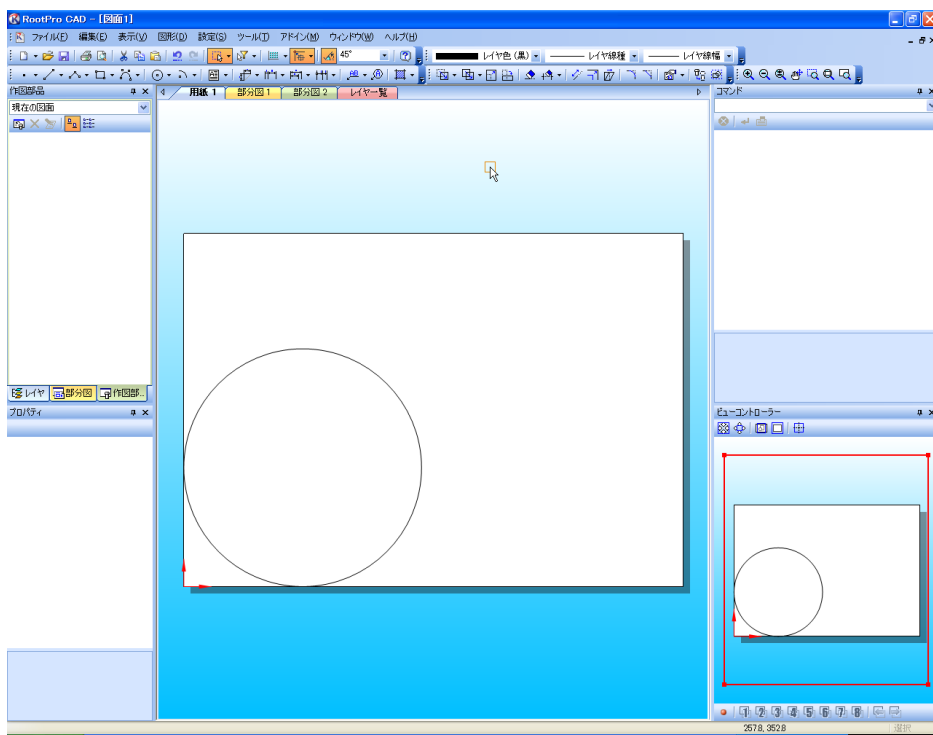 RootPro CAD - [図面1]
ファイル(F) 編集(E) 表示(V) 図形(D) 設定(S) ツール(T) アドイン(M) ウィンドウ(W) ヘルプ(H)
45° レイヤ色 (黒) レイヤ線種 レイヤ線幅
作図部品
用紙 1 部分図 1 部分図 2 レイヤ一覧
コマンド
現在の図面
レイヤ 部分図 作図部...
プロパティ
ビューコントローラー
1 2 3 4 5 6 7 8
257.8, 352.8 選択